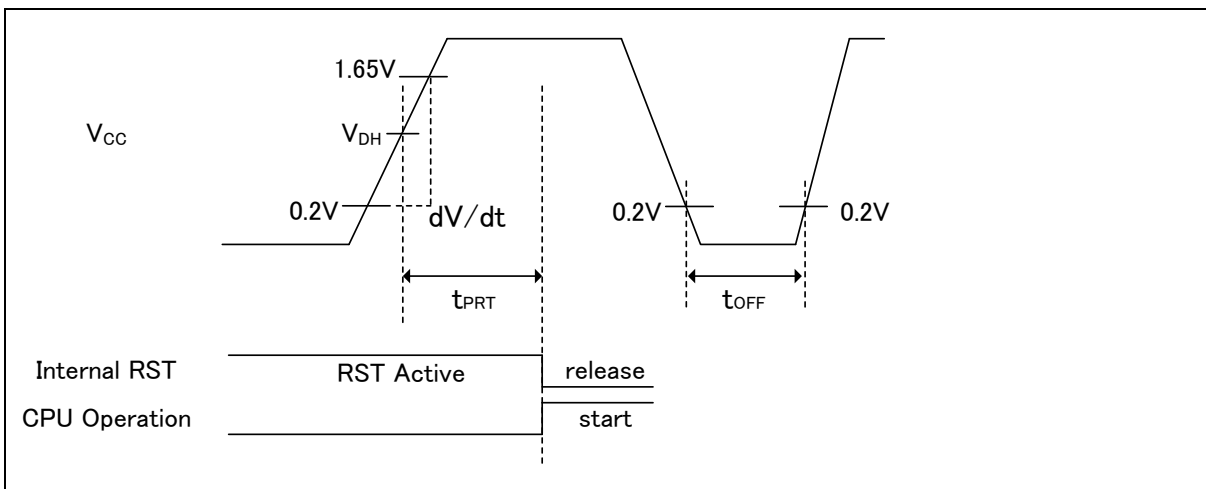 1.65V
VCC
VDH
0.2V
dV/dt
0.2V
0.2V
tPRT
tOFF
Internal RST
RST Active
release
CPU Operation
start